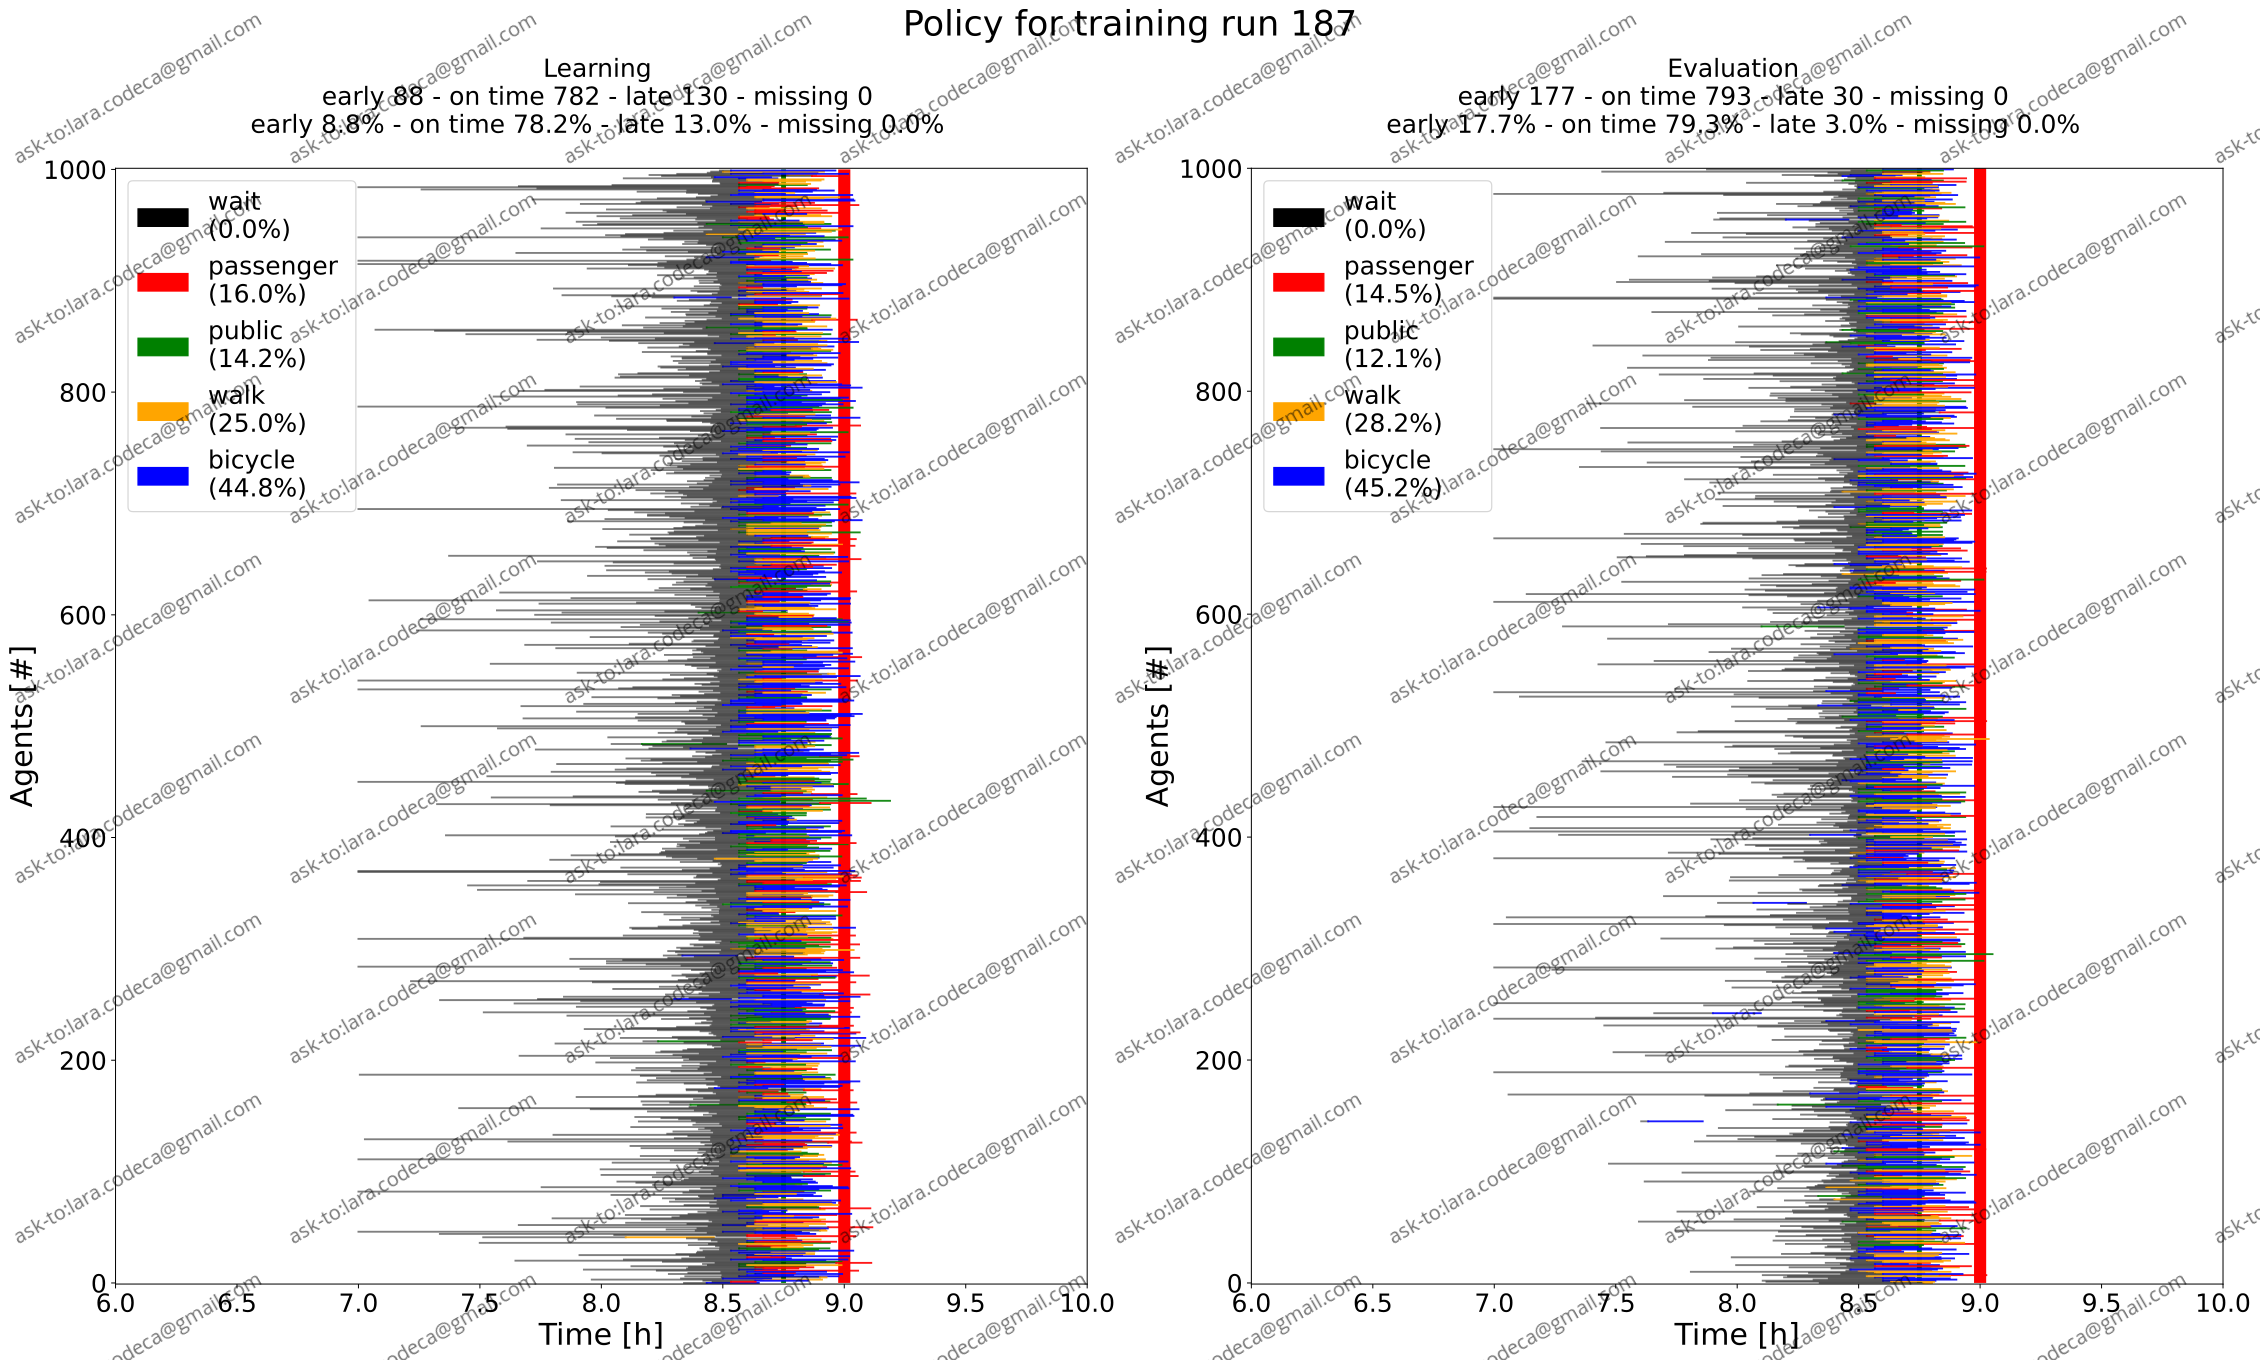 Policy for training run 187
Learning
early 88 - on time 782 - late 130 - missing 0
early 8.8% - on time 78.2% - late 13.0% - missing 0.0%
1000
800
600
400
200
0
Agents [#]
wait
(0.0%)
passenger
(16.0%)
public
(14.2%)
walk
(25.0%)
bicycle
(44.8%)
6.0 6.5 7.0 7.5 8.0 8.5 9.0 9.5 10.0
Time [h]
Evaluation
early 177 - on time 793 - late 30 - missing 0
early 17.7% - on time 79.3% - late 3.0% - missing 0.0%
1000
800
600
400
200
0
Agents [#]
wait
(0.0%)
passenger
(14.5%)
public
(12.1%)
walk
(28.2%)
bicycle
(45.2%)
6.0 6.5 7.0 7.5 8.0 8.5 9.0 9.5 10.0
Time [h]
ask-to:lara.codeca@gmail.com